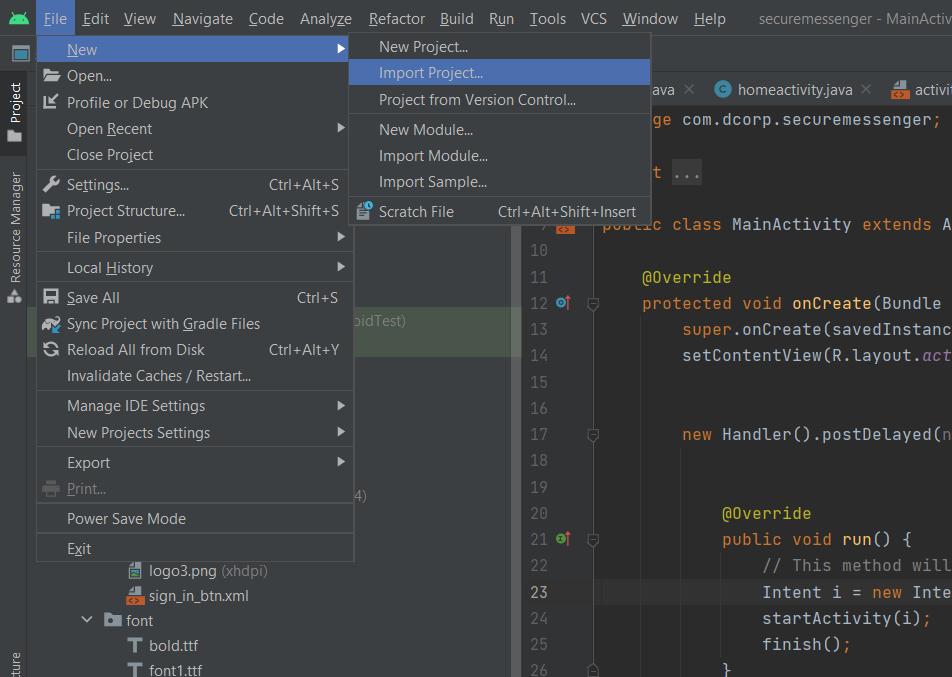 File Edit View Navigate Code Analyze Refactor Build Run Tools VCS Window Help securemessenger - MainActiv
New
Open...
Profile or Debug APK
Open Recent
Close Project
Settings... Ctrl+Alt+S
Project Structure... Ctrl+Alt+Shift+S
File Properties
Local History
Save All Ctrl+S
Sync Project with Gradle Files
Reload All from Disk Ctrl+Alt+Y
Invalidate Caches / Restart...
Manage IDE Settings
New Projects Settings
Export
Print...
Power Save Mode
Exit
New Project...
Import Project...
Project from Version Control...
New Module...
Import Module...
Import Sample...
Scratch File Ctrl+Alt+Shift+Insert
Project
Resource Manager
cture
oidTest)
4)
logo3.png (xhdpi)
sign_in_btn.xml
font
bold.ttf
font1.ttf
ava homeactivity.java activit
ge com.dcorp.securemessenger;
t ...
9 public class MainActivity extends A
10
11 @Override
12 protected void onCreate(Bundle
13 super.onCreate(savedInstanc
14 setContentView(R.layout.act
15
16
17 new Handler().postDelayed(n
18
19
20 @Override
21 public void run() {
22 // This method will
23 Intent i = new Inte
24 startActivity(i);
25 finish();
26 }